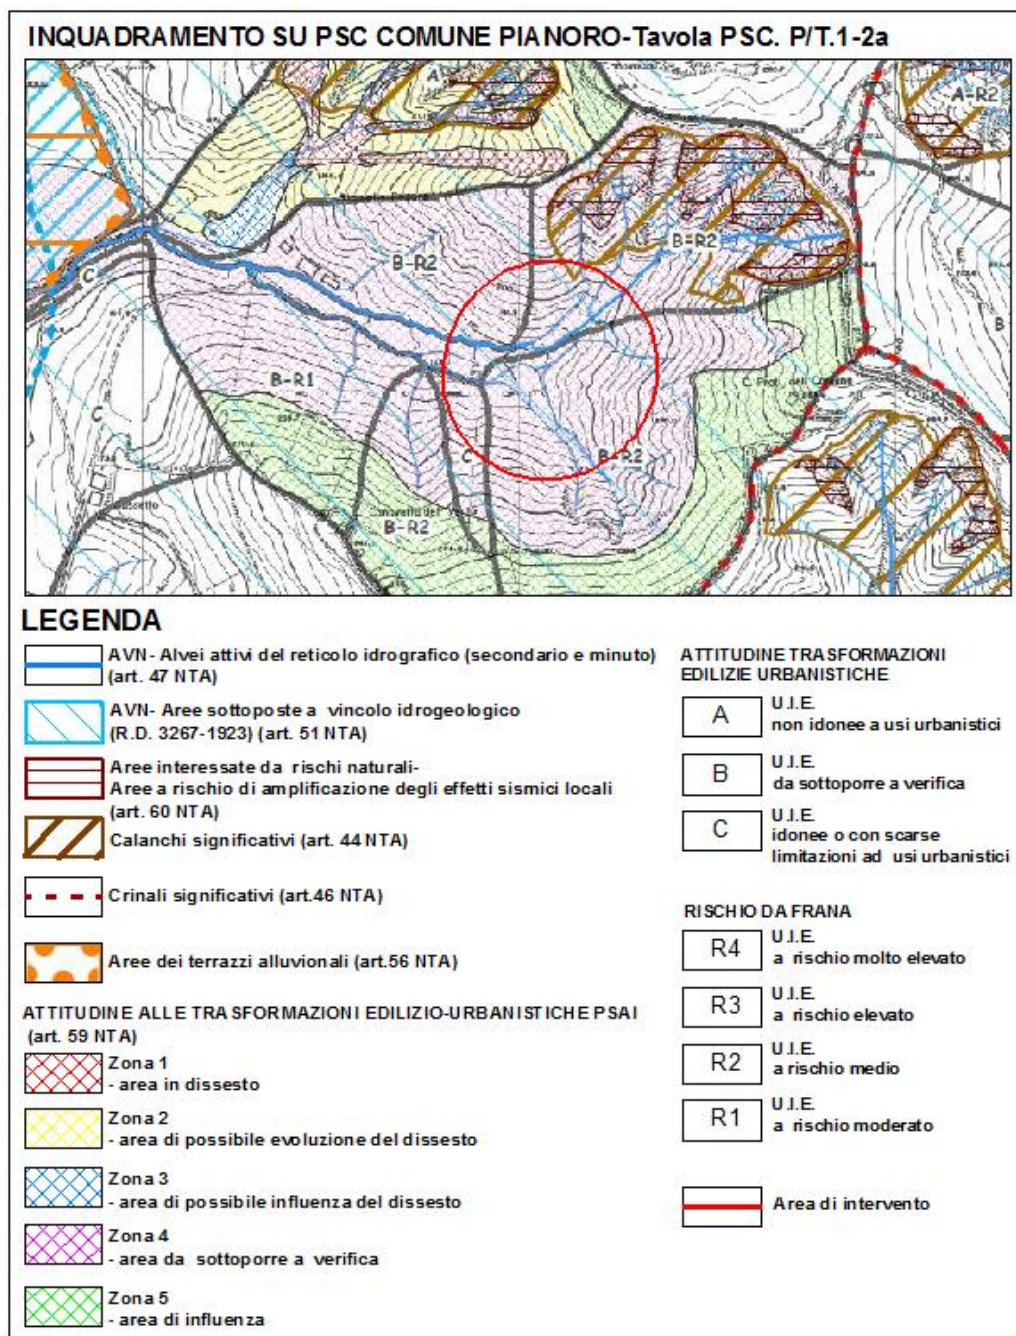 INQUADRAMENTO SU PSC COMUNE PIANORO-Tavola PSC. P/T.1-2a
A
A-R2
B-R2
B-R2
C
B
B-R1
C
C
B-R2
B-R2
LEGENDA
AVN- Alvei attivi del reticolo idrografico (secondario e minuto)
(art. 47 NTA)
AVN- Aree sottoposte a vincolo idrogeologico
(R.D. 3267-1923) (art. 51 NTA)
Aree interessate da rischi naturali-
Aree a rischio di amplificazione degli effetti sismici locali
(art. 60 NTA)
Calanchi significativi (art. 44 NTA)
Crinali significativi (art.46 NTA)
Aree dei terrazzi alluvionali (art.56 NTA)
ATTITUDINE ALLE TRASFORMAZIONI EDILIZIO-URBANISTICHE PSAI
(art. 59 NTA)
Zona 1
- area in dissesto
Zona 2
- area di possibile evoluzione del dissesto
Zona 3
- area di possibile influenza del dissesto
Zona 4
- area da sottoporre a verifica
Zona 5
- area di influenza
ATTITUDINE TRASFORMAZIONI
EDILIZIE URBANISTICHE
A
U.I.E.
non idonee a usi urbanistici
B
U.I.E.
da sottoporre a verifica
C
U.I.E.
idonee o con scarse
limitazioni ad usi urbanistici
RISCHIO DA FRANA
R4
U.I.E.
a rischio molto elevato
R3
U.I.E.
a rischio elevato
R2
U.I.E.
a rischio medio
R1
U.I.E.
a rischio moderato
Area di intervento